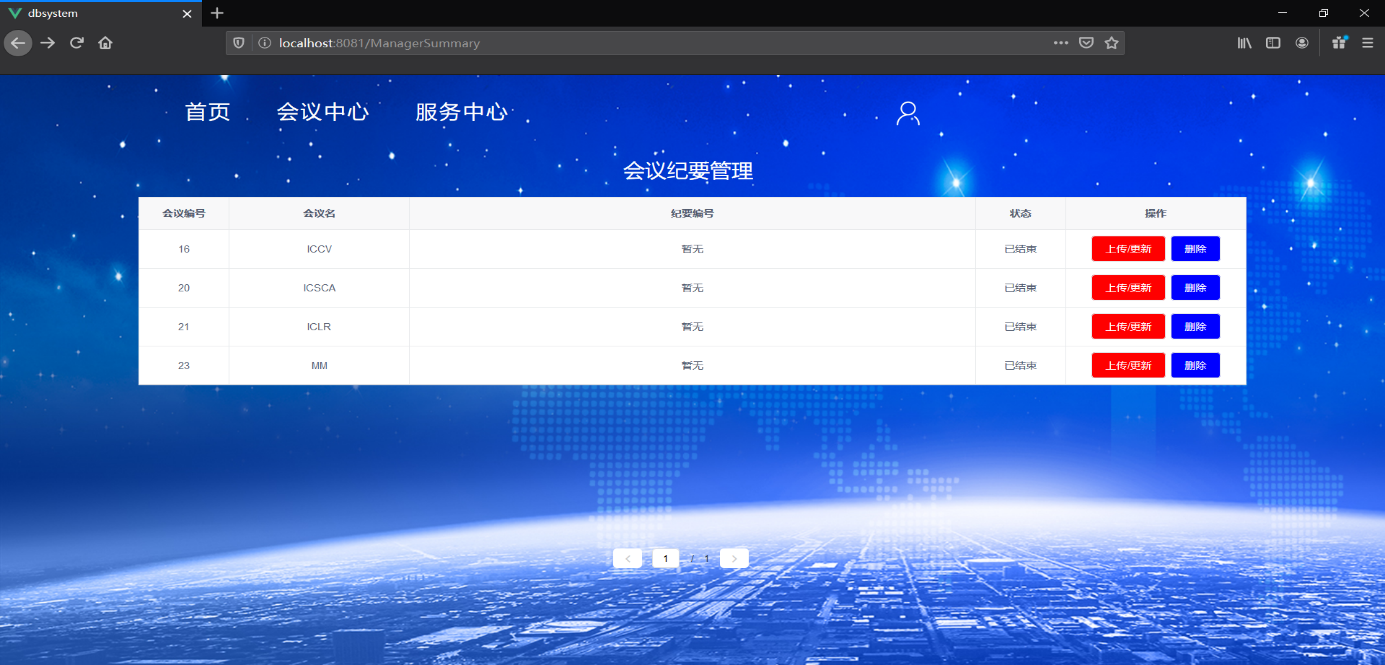 dbsystem
localhost:8081/ManagerSummary
首页 会议中心 服务中心
会议纪要管理
会议编号 会议名 纪要编号 状态 操作
16 ICCV 暂无 已结束 上传/更新 删除
20 ICSCA 暂无 已结束 上传/更新 删除
21 ICLR 暂无 已结束 上传/更新 删除
23 MM 暂无 已结束 上传/更新 删除
1 / 1